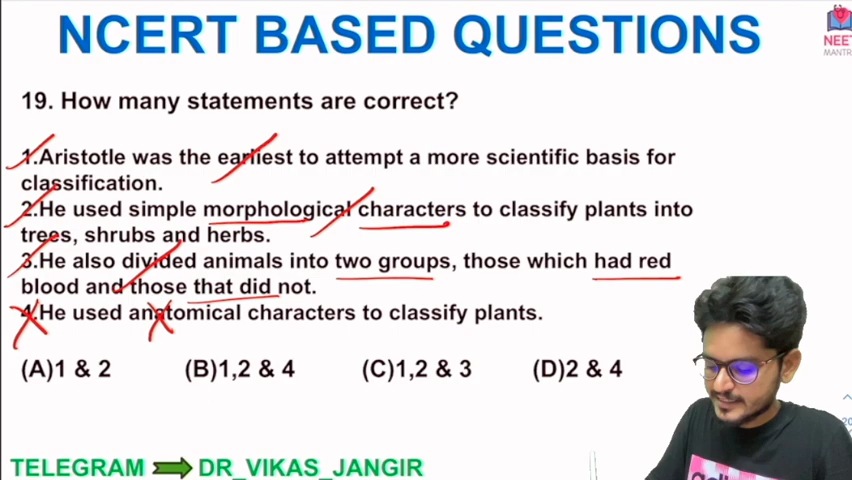 NCERT BASED QUESTIONS
NEET
MANTRA
19. How many statements are correct?
1.Aristotle was the earliest to attempt a more scientific basis for
classification.
2.He used simple morphological characters to classify plants into
trees, shrubs and herbs.
3.He also divided animals into two groups, those which had red
blood and those that did not.
4.He used anatomical characters to classify plants.
(A)1 & 2 (B)1,2 & 4 (C)1,2 & 3 (D)2 & 4
TELEGRAM DR_VIKAS_JANGIR